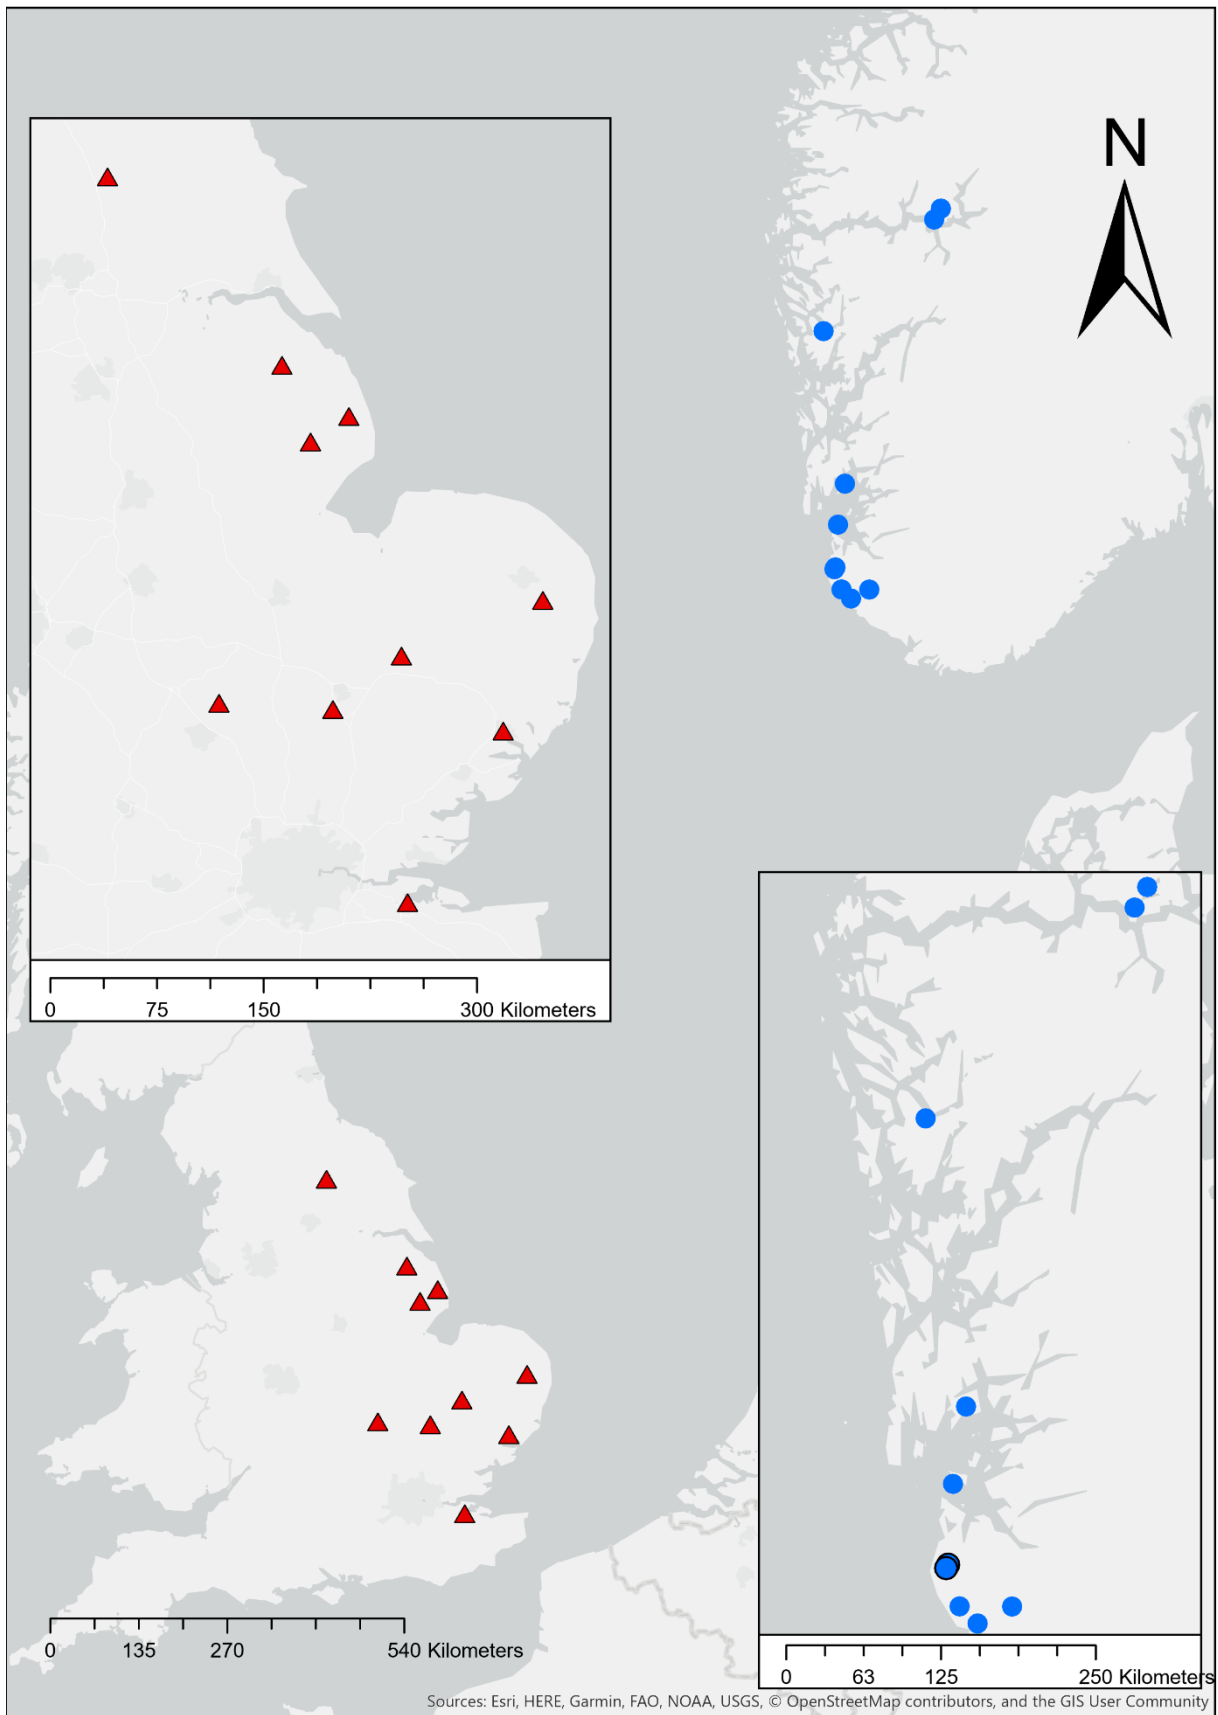 N
0 75 150 300 Kilometers
0 135 270 540 Kilometers
0 63 125 250 Kilometers
Sources: Esri, HERE, Garmin, FAO, NOAA, USGS, © OpenStreetMap contributors, and the GIS User Community